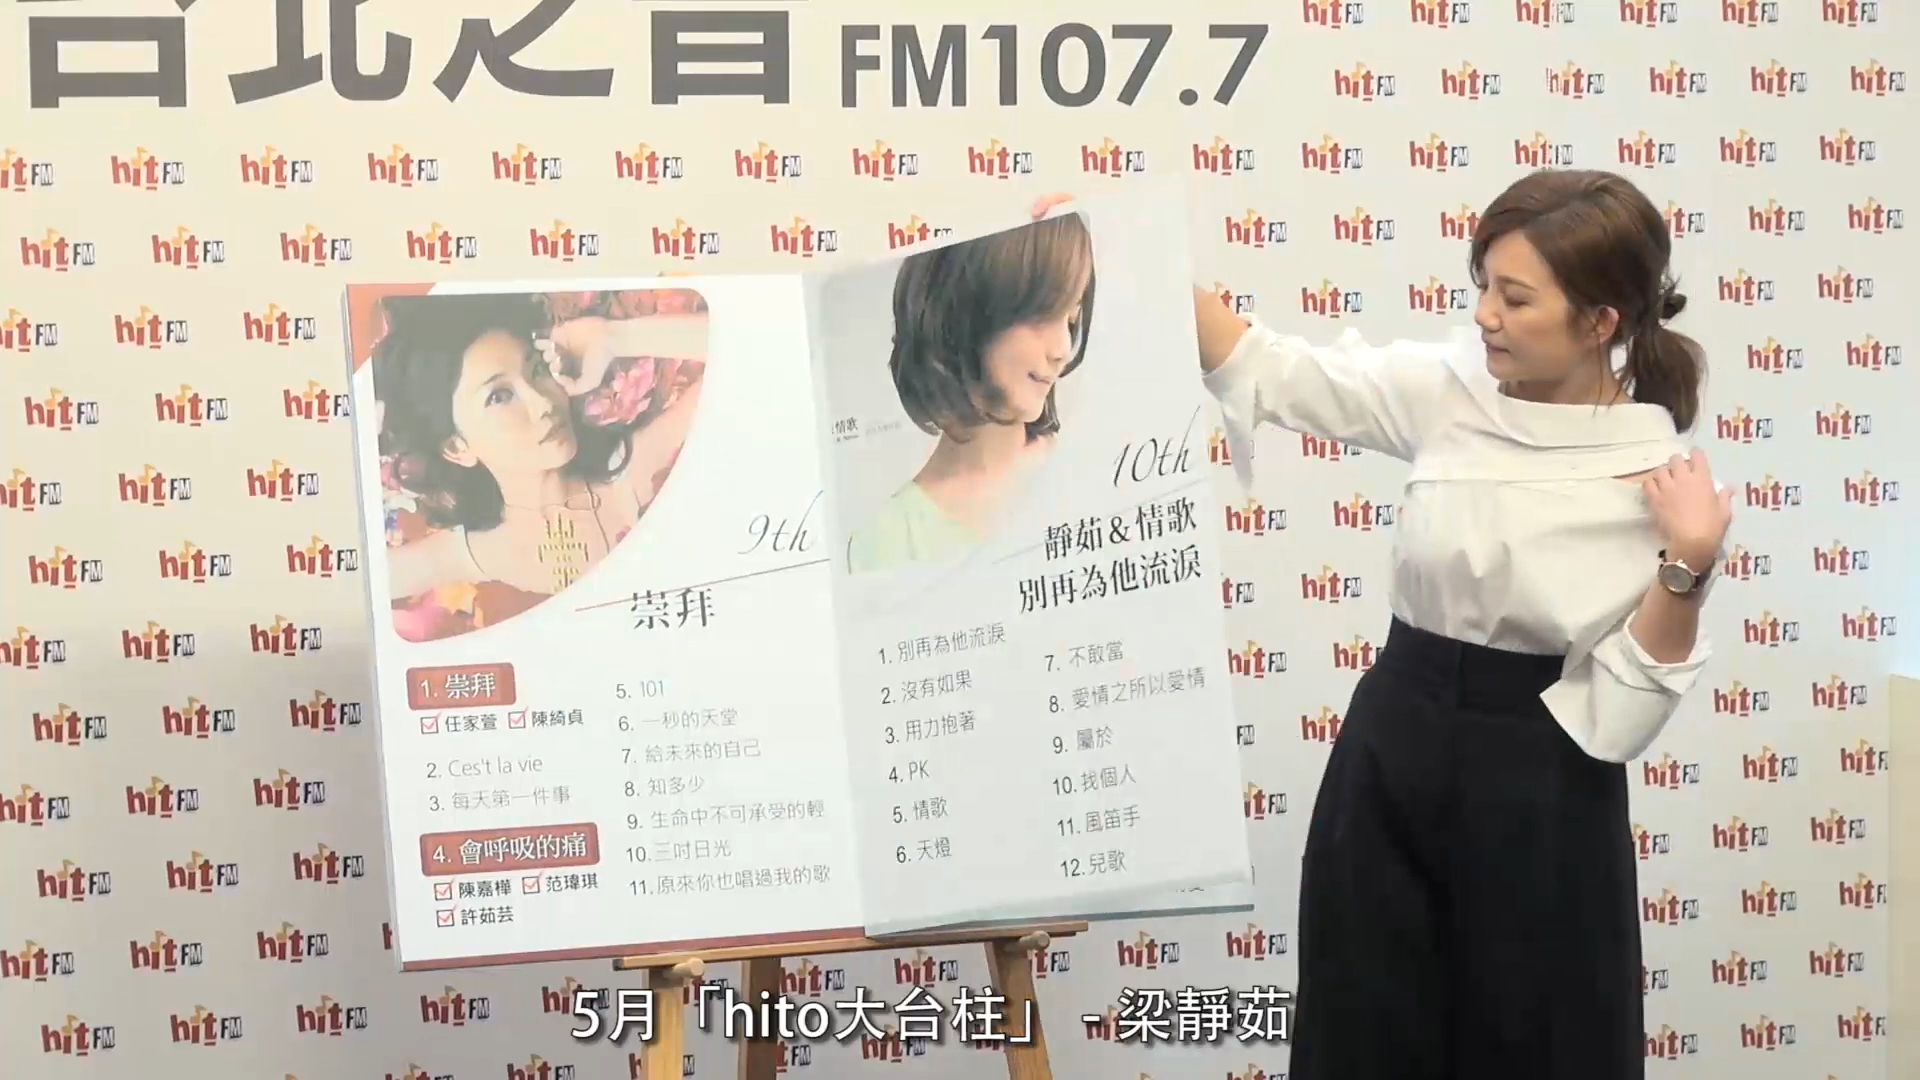 台北之音 FM107.7
hit FM
9th
崇拜
1. 崇拜
任家萱 陳綺貞
2. Ces't la vie
3. 每天第一件事
4. 會呼吸的痛
陳嘉樺 范瑋琪
許茹芸
5. 101
6. 一秒的天堂
7. 給未來的自己
8. 知多少
9. 生命中不可承受的輕
10. 三吋日光
11. 原來你也唱過我的歌
情歌
10th
靜茹&情歌
別再為他流淚
1. 別再為他流淚
2. 沒有如果
3. 用力抱著
4. PK
5. 情歌
6. 天燈
7. 不敢當
8. 愛情之所以愛情
9. 屬於
10. 找個人
11. 風笛手
12. 兒歌
5月「hito大台柱」 - 梁靜茹